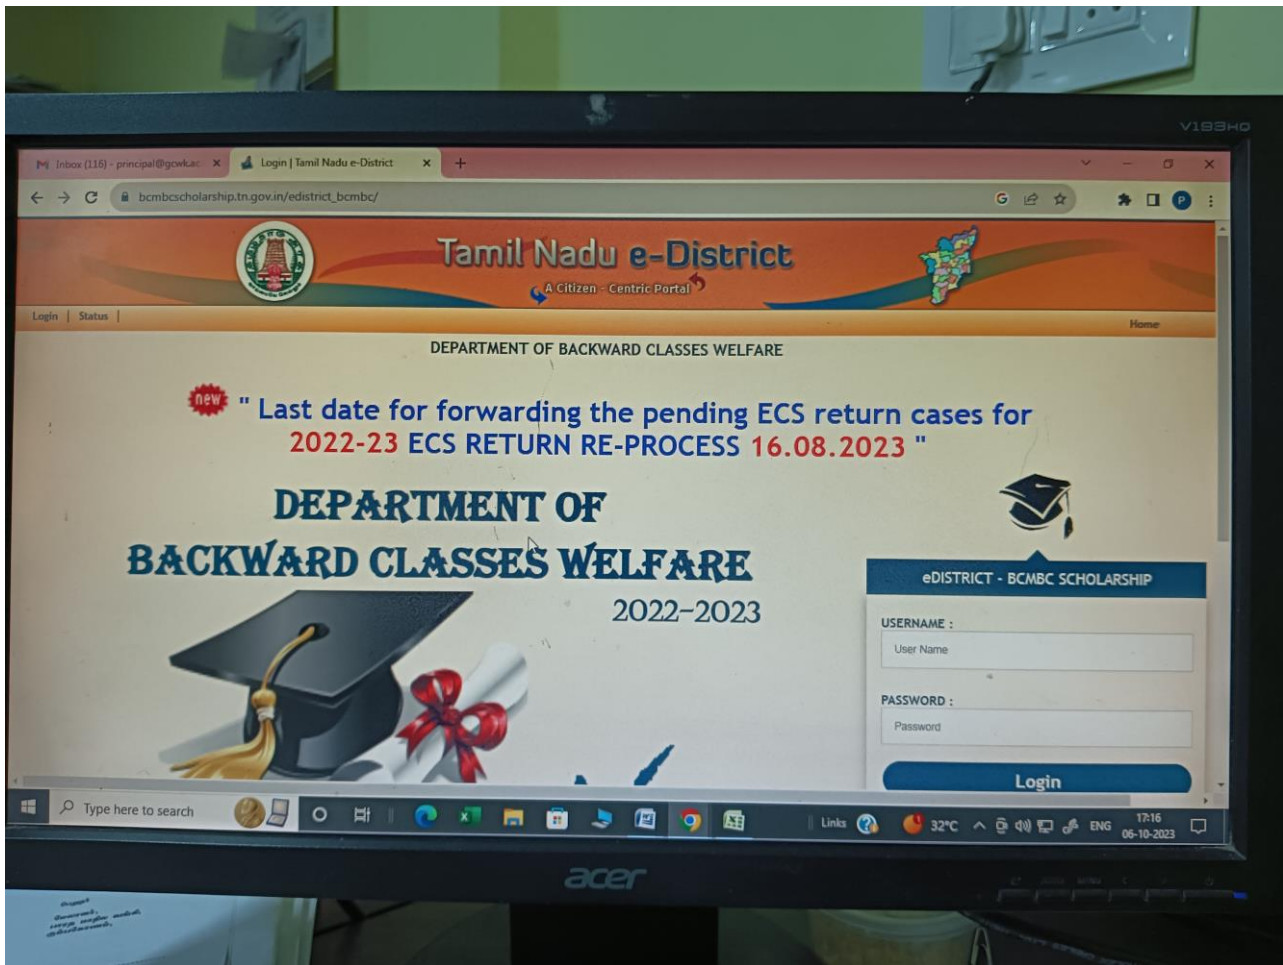 V193HQ
Inbox (116) - principal@gcwk.ac
Login | Tamil Nadu e-District
bcmbcscholarship.tn.gov.in/edistrict_bcmbc/
Tamil Nadu e-District
A Citizen - Centric Portal
Login | Status |
Home
DEPARTMENT OF BACKWARD CLASSES WELFARE
new " Last date for forwarding the pending ECS return cases for
2022-23 ECS RETURN RE-PROCESS 16.08.2023 "
DEPARTMENT OF
BACKWARD CLASSES WELFARE
2022-2023
eDISTRICT - BCMBC SCHOLARSHIP
USERNAME :
User Name
PASSWORD :
Password
Login
Type here to search
Links
32°C
ENG
17:16
06-10-2023
acer